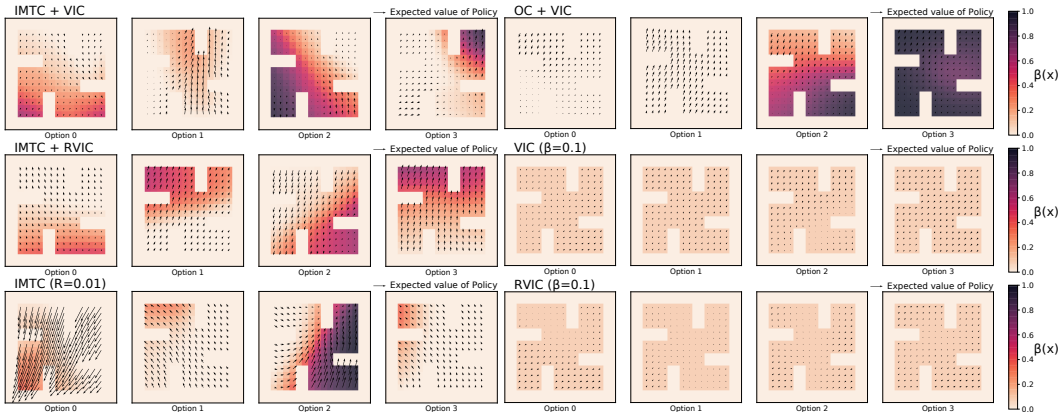 IMTC + VIC
→ Expected value of Policy
OC + VIC
→ Expected value of Policy
Option 0
Option 1
Option 2
Option 3
Option 0
Option 1
Option 2
Option 3
1.0
0.8
0.6
0.4
0.2
0.0
β(x)
IMTC + RVIC
→ Expected value of Policy
VIC (β=0.1)
→ Expected value of Policy
Option 0
Option 1
Option 2
Option 3
Option 0
Option 1
Option 2
Option 3
1.0
0.8
0.6
0.4
0.2
0.0
β(x)
IMTC (R=0.01)
→ Expected value of Policy
RVIC (β=0.1)
→ Expected value of Policy
Option 0
Option 1
Option 2
Option 3
Option 0
Option 1
Option 2
Option 3
1.0
0.8
0.6
0.4
0.2
0.0
β(x)